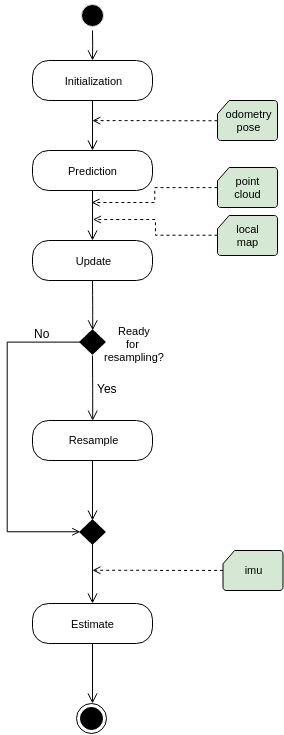 Initialization
odometry
pose
Prediction
point
cloud
local
map
Update
No
Ready
for
resampling?
Yes
Resample
imu
Estimate